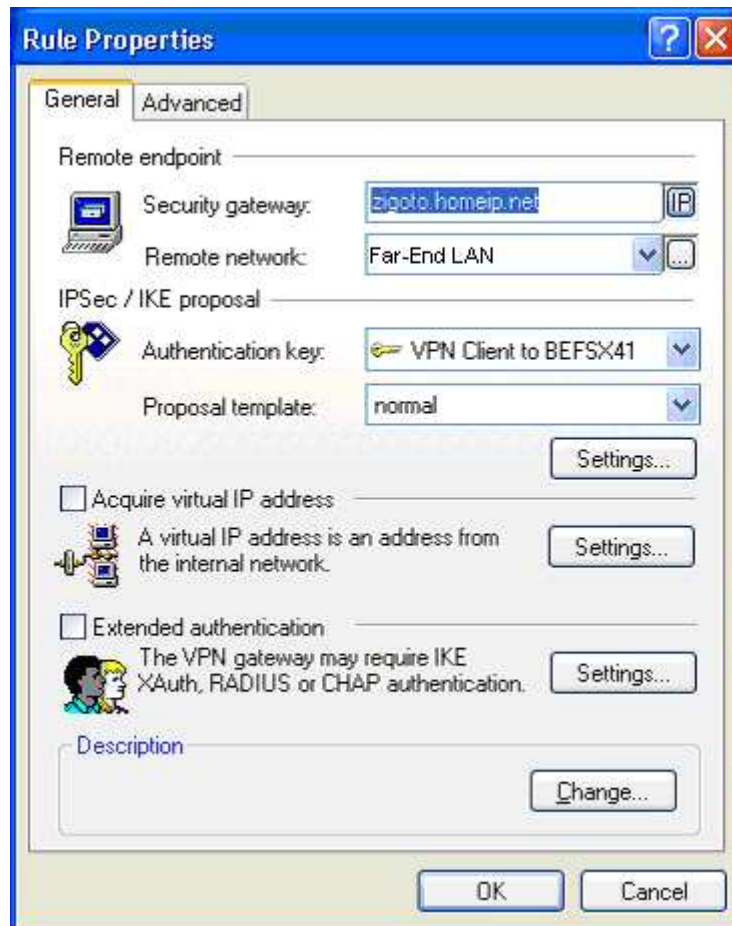 Rule Properties
General
Advanced
Remote endpoint
Security gateway: zigoto.homeip.net IP
Remote network: Far-End LAN ...
IPSec / IKE proposal
Authentication key: VPN Client to BEFSX41
Proposal template: normal
Settings...
Acquire virtual IP address
A virtual IP address is an address from
the internal network.
Settings...
Extended authentication
The VPN gateway may require IKE
XAuth, RADIUS or CHAP authentication.
Settings...
Description
Change...
OK
Cancel